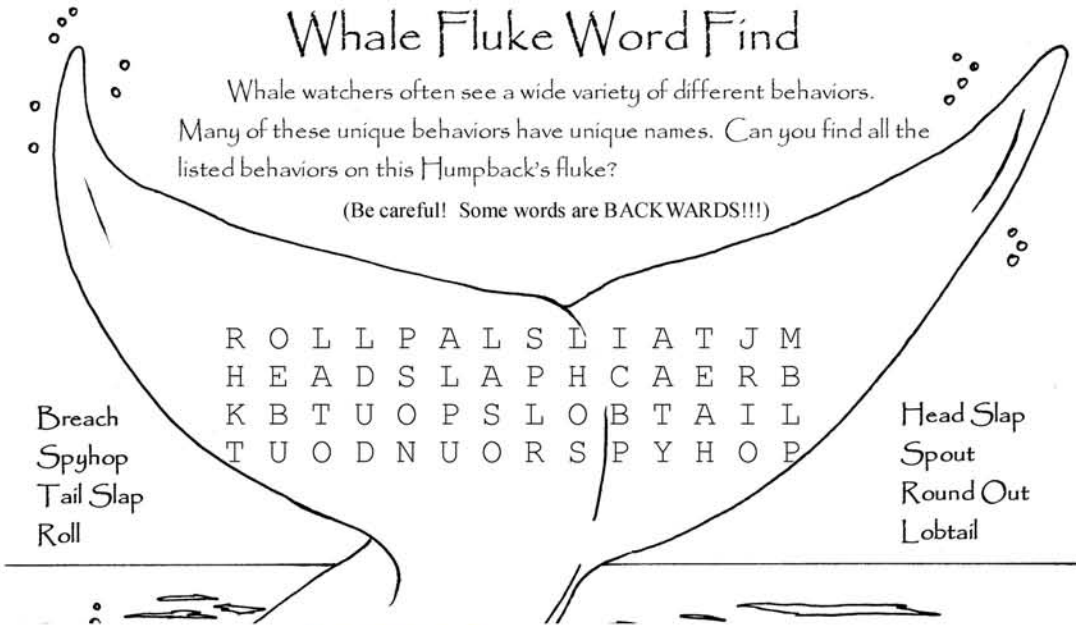 Whale Fluke Word Find
Whale watchers often see a wide variety of different behaviors.
Many of these unique behaviors have unique names. Can you find all the
listed behaviors on this Humpback's fluke?
(Be careful! Some words are BACKWARDS!!!)
R O L L P A L S L I A T J M
H E A D S L A P H C A E R B
K B T U O P S L O B T A I L
T U O D N U O R S P Y H O P
Breach
Spyhop
Tail Slap
Roll
Head Slap
Spout
Round Out
Lobtail